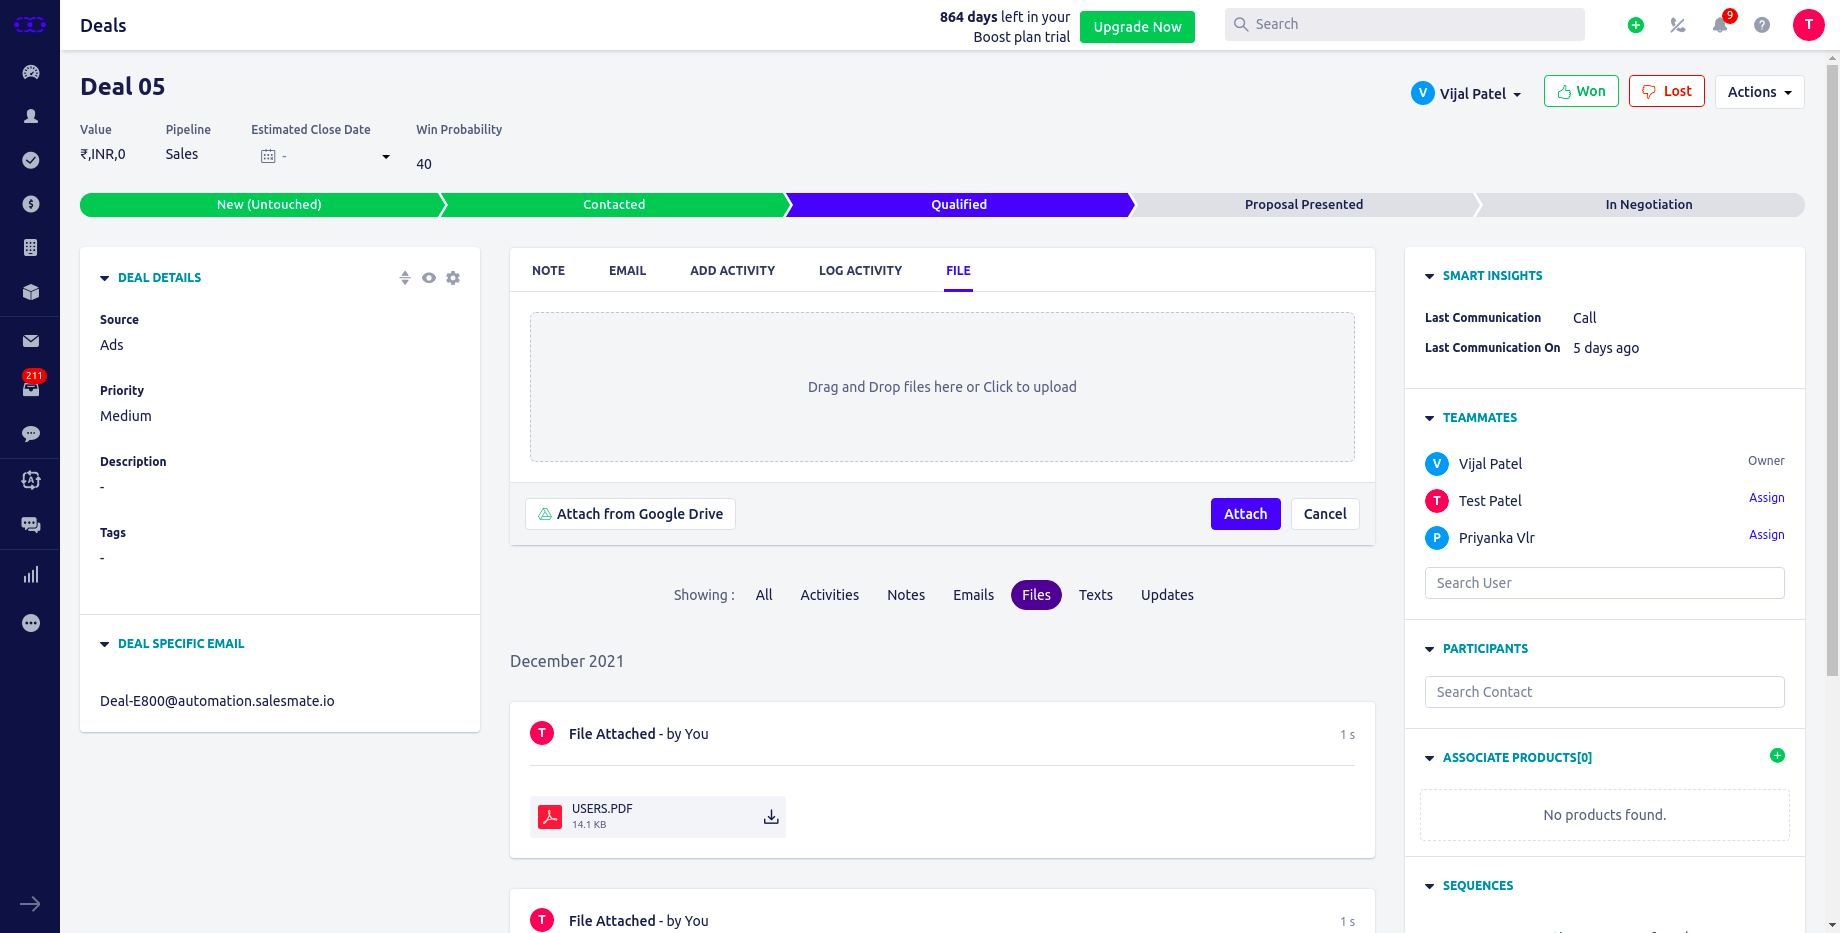 Deals
864 days left in your
Boost plan trial
Upgrade Now
Search
9
T
Deal 05
V Vijal Patel
Won
Lost
Actions
Value
Pipeline
Estimated Close Date
Win Probability
₹,INR,0
Sales
-
40
New (Untouched)
Contacted
Qualified
Proposal Presented
In Negotiation
211
DEAL DETAILS
Source
Ads
Priority
Medium
Description
-
Tags
-
DEAL SPECIFIC EMAIL
Deal-E800@automation.salesmate.io
NOTE
EMAIL
ADD ACTIVITY
LOG ACTIVITY
FILE
Drag and Drop files here or Click to upload
Attach from Google Drive
Attach
Cancel
Showing :
All
Activities
Notes
Emails
Files
Texts
Updates
December 2021
T
File Attached - by You
1 s
USERS.PDF
14.1 KB
T
File Attached - by You
1 s
SMART INSIGHTS
Last Communication
Call
Last Communication On
5 days ago
TEAMMATES
V Vijal Patel
Owner
T Test Patel
Assign
P Priyanka Vlr
Assign
Search User
PARTICIPANTS
Search Contact
ASSOCIATE PRODUCTS[0]
No products found.
SEQUENCES